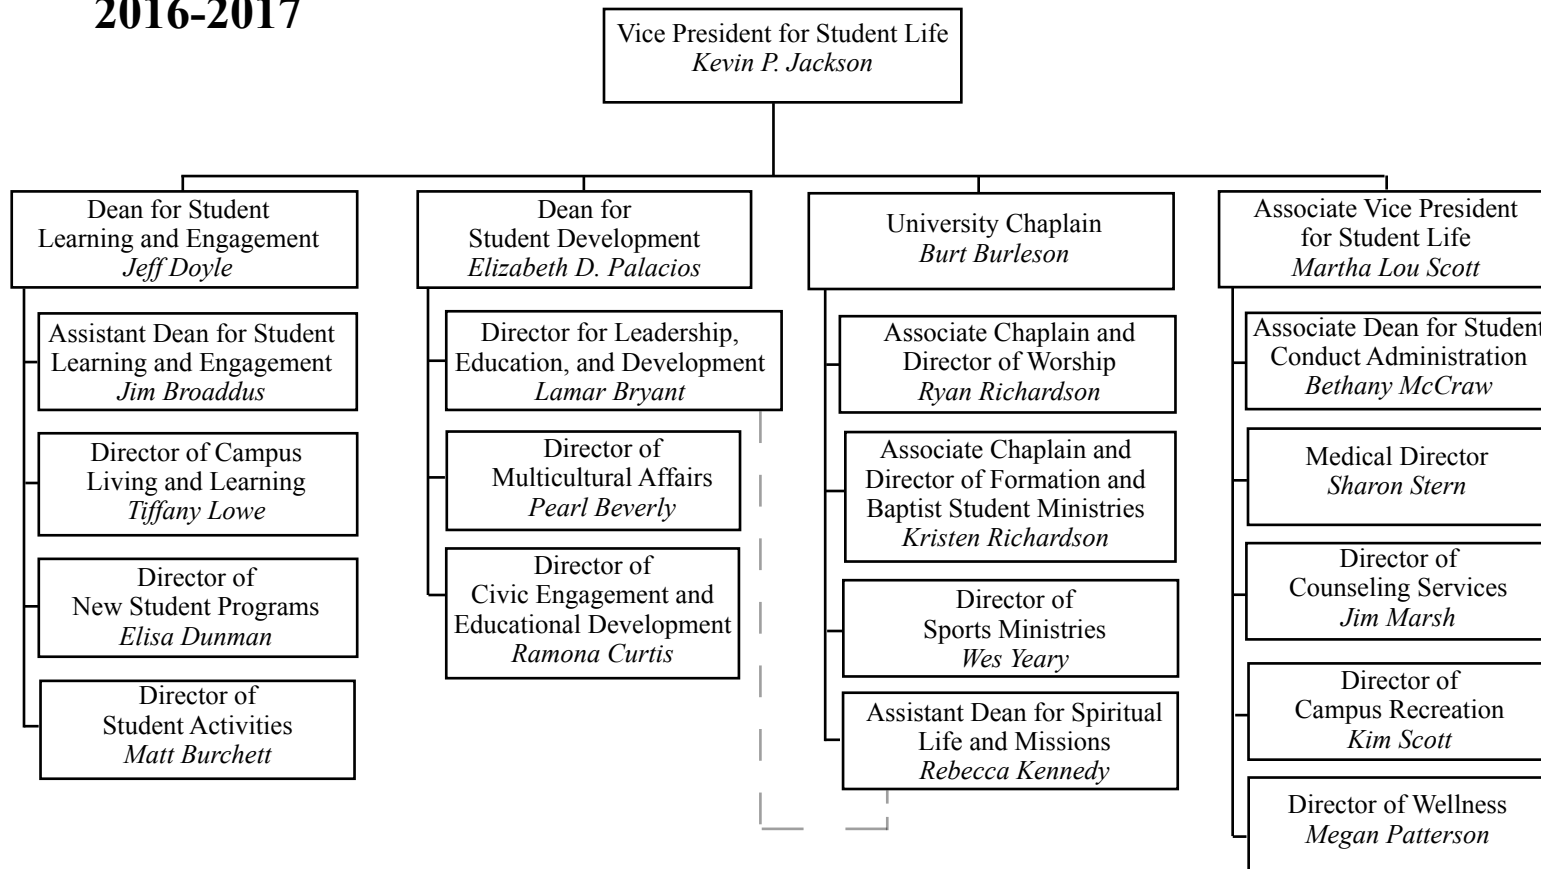 2016-2017
Vice President for Student Life
Kevin P. Jackson
Dean for Student
Learning and Engagement
Jeff Doyle
Assistant Dean for Student
Learning and Engagement
Jim Broaddus
Director of Campus
Living and Learning
Tiffany Lowe
Director of
New Student Programs
Elisa Dunman
Director of
Student Activities
Matt Burchett
Dean for
Student Development
Elizabeth D. Palacios
Director for Leadership,
Education, and Development
Lamar Bryant
Director of
Multicultural Affairs
Pearl Beverly
Director of
Civic Engagement and
Educational Development
Ramona Curtis
University Chaplain
Burt Burleson
Associate Chaplain and
Director of Worship
Ryan Richardson
Associate Chaplain and
Director of Formation and
Baptist Student Ministries
Kristen Richardson
Director of
Sports Ministries
Wes Yeary
Assistant Dean for Spiritual
Life and Missions
Rebecca Kennedy
Associate Vice President
for Student Life
Martha Lou Scott
Associate Dean for Student
Conduct Administration
Bethany McCraw
Medical Director
Sharon Stern
Director of
Counseling Services
Jim Marsh
Director of
Campus Recreation
Kim Scott
Director of Wellness
Megan Patterson